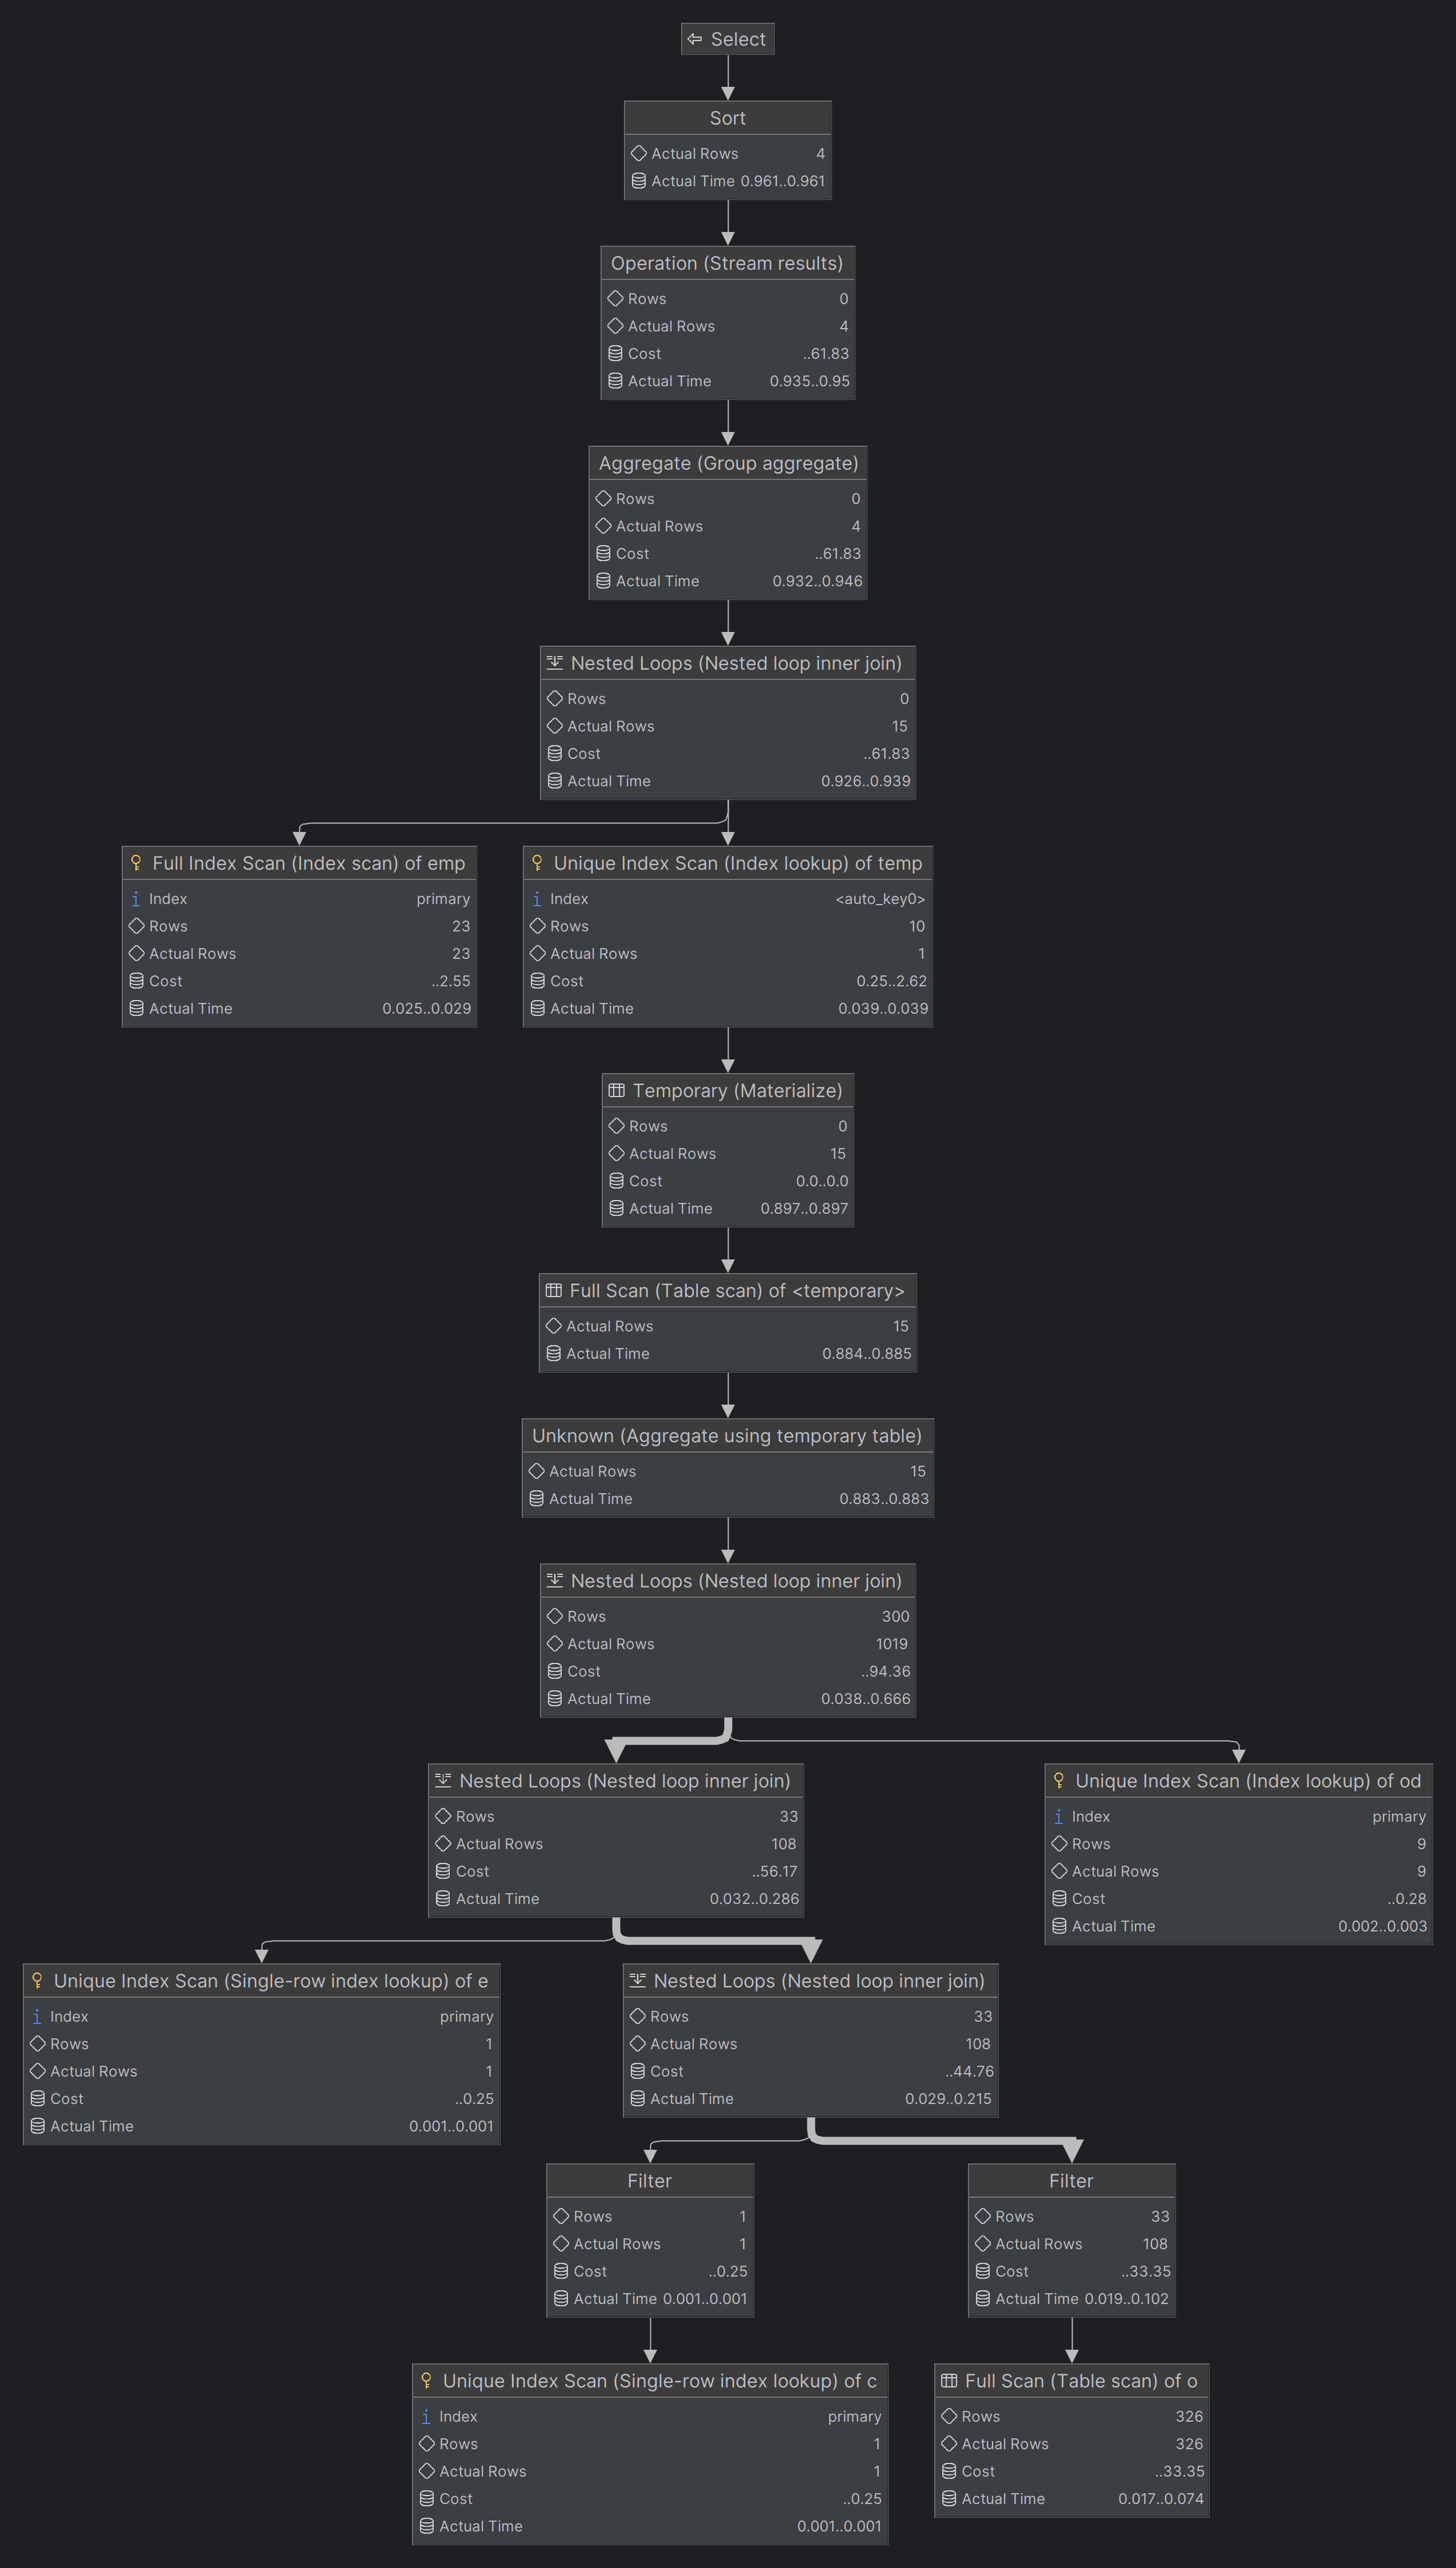 Select
Sort
Actual Rows 4
Actual Time 0.961..0.961
Operation (Stream results)
Rows 0
Actual Rows 4
Cost ..61.83
Actual Time 0.935..0.95
Aggregate (Group aggregate)
Rows 0
Actual Rows 4
Cost ..61.83
Actual Time 0.932..0.946
Nested Loops (Nested loop inner join)
Rows 0
Actual Rows 15
Cost ..61.83
Actual Time 0.926..0.939
Full Index Scan (Index scan) of emp
Index primary
Rows 23
Actual Rows 23
Cost ..2.55
Actual Time 0.025..0.029
Unique Index Scan (Index lookup) of temp
Index <auto_key0>
Rows 10
Actual Rows 1
Cost 0.25..2.62
Actual Time 0.039..0.039
Temporary (Materialize)
Rows 0
Actual Rows 15
Cost 0.0..0.0
Actual Time 0.897..0.897
Full Scan (Table scan) of <temporary>
Actual Rows 15
Actual Time 0.884..0.885
Unknown (Aggregate using temporary table)
Actual Rows 15
Actual Time 0.883..0.883
Nested Loops (Nested loop inner join)
Rows 300
Actual Rows 1019
Cost ..94.36
Actual Time 0.038..0.666
Nested Loops (Nested loop inner join)
Rows 33
Actual Rows 108
Cost ..56.17
Actual Time 0.032..0.286
Unique Index Scan (Index lookup) of od
Index primary
Rows 9
Actual Rows 9
Cost ..0.28
Actual Time 0.002..0.003
Unique Index Scan (Single-row index lookup) of e
Index primary
Rows 1
Actual Rows 1
Cost ..0.25
Actual Time 0.001..0.001
Nested Loops (Nested loop inner join)
Rows 33
Actual Rows 108
Cost ..44.76
Actual Time 0.029..0.215
Filter
Rows 1
Actual Rows 1
Cost ..0.25
Actual Time 0.001..0.001
Filter
Rows 33
Actual Rows 108
Cost ..33.35
Actual Time 0.019..0.102
Unique Index Scan (Single-row index lookup) of c
Index primary
Rows 1
Actual Rows 1
Cost ..0.25
Actual Time 0.001..0.001
Full Scan (Table scan) of o
Rows 326
Actual Rows 326
Cost ..33.35
Actual Time 0.017..0.074